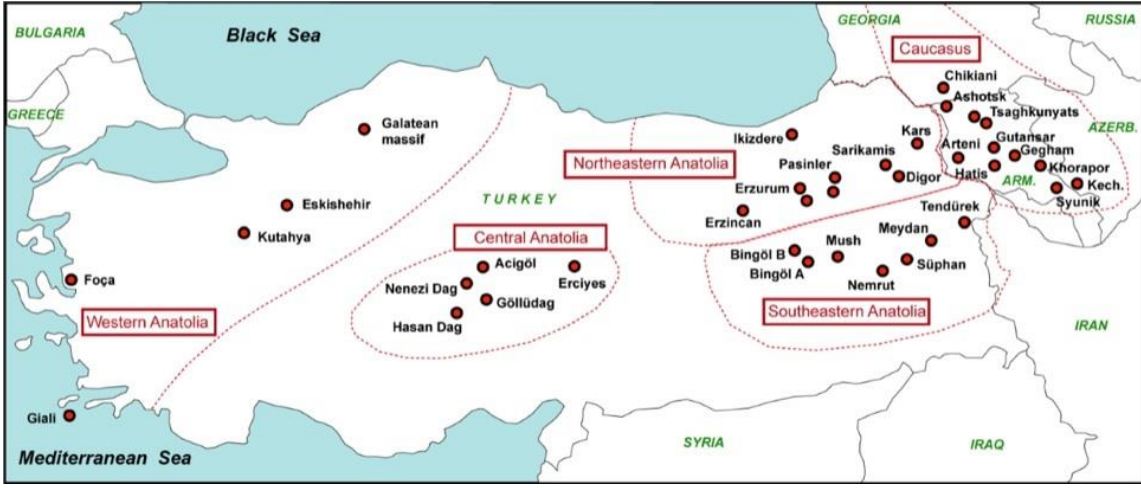 BULGARIA
Black Sea
GEORGIA
RUSSIA
Caucasus
Chikiani
Ashotsk
GREECE
Galatean
massif
Tsaghkunyats
AZERB.
Ikizdere
Kars
Gutansar
Arteni
Gegham
Northeastern Anatolia
Sarikamis
Pasinler
Hatis
Khorapor
Digor
ARM.
Kech.
Erzurum
Syunik
TURKEY
Eskishehir
Erzincan
Tendürek
Kutahya
Central Anatolia
Meydan
Mush
Bingöl B
Acigöl
Süphan
Bingöl A
Foça
Nenezi Dag
Erciyes
Nemrut
Göllüdag
Western Anatolia
Hasan Dag
Southeastern Anatolia
IRAN
Giali
SYRIA
IRAQ
Mediterranean Sea